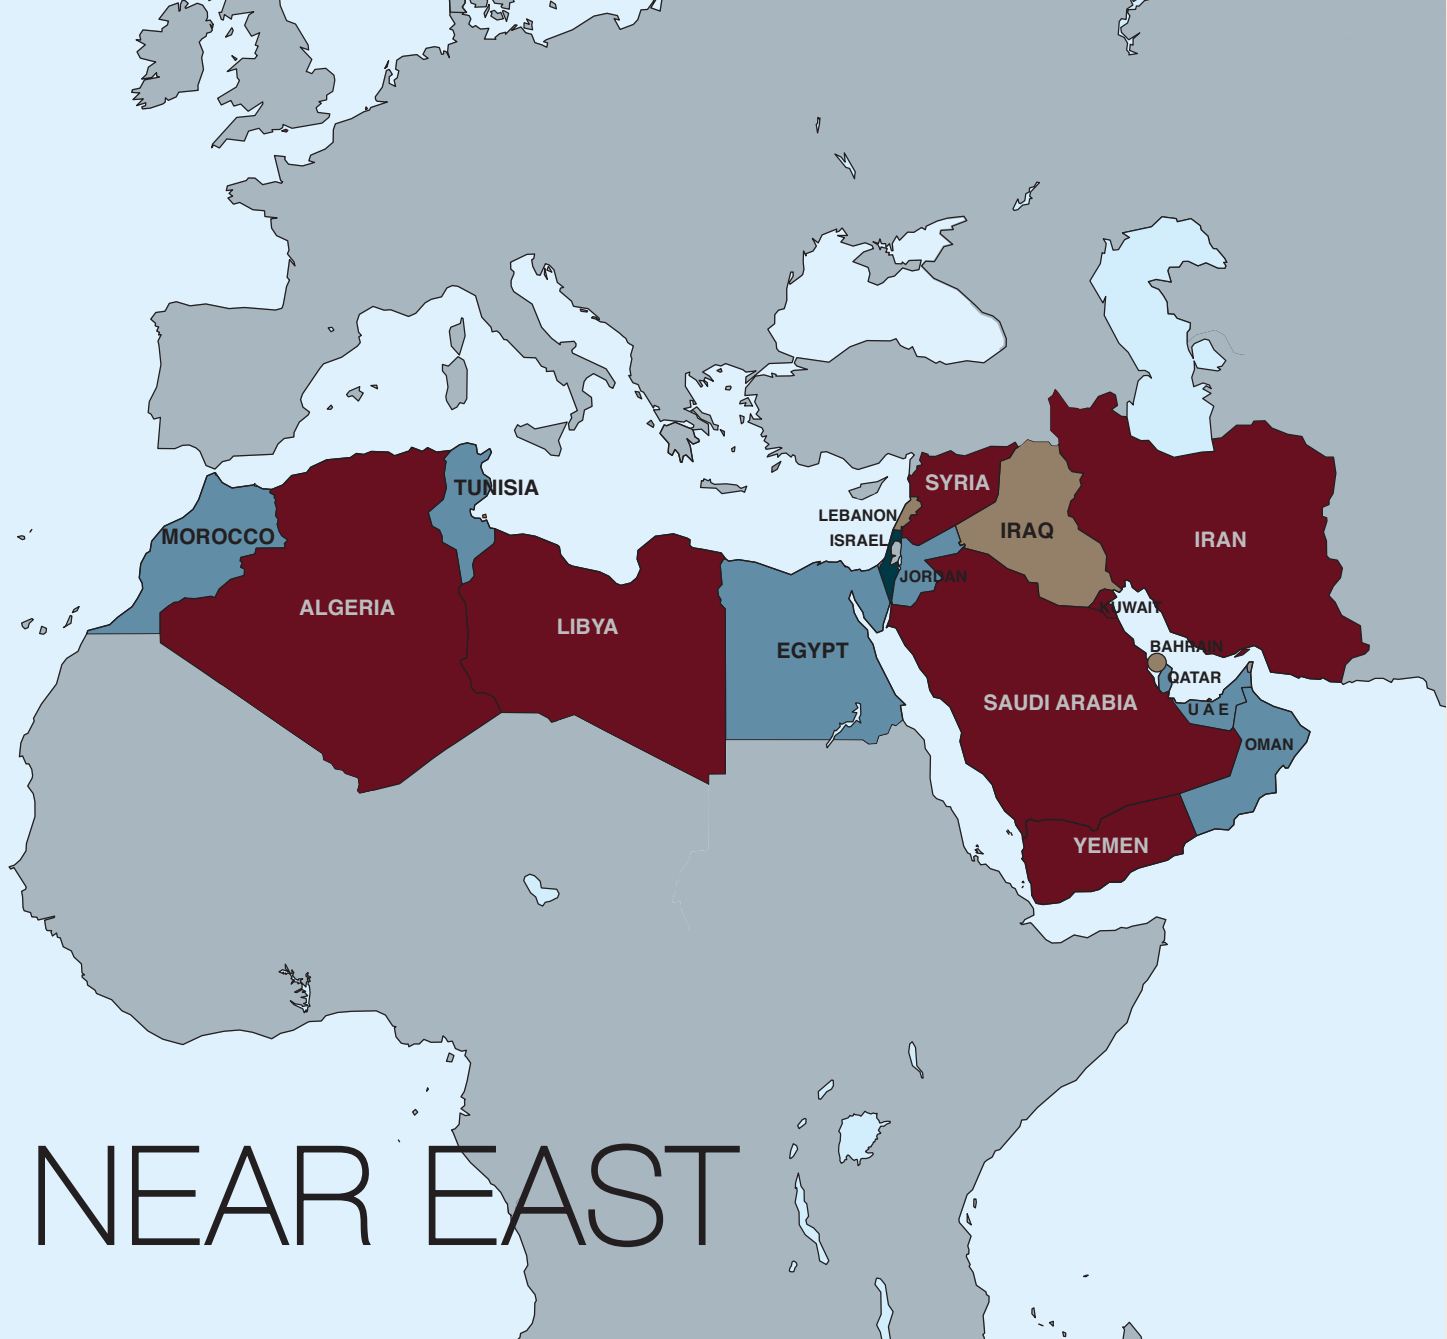 TUNISIA
SYRIA
LEBANON
MOROCCO
IRAQ
ISRAEL
IRAN
JORDAN
ALGERIA
KUWAIT
LIBYA
EGYPT
BAHRAIN
QATAR
SAUDI ARABIA
U A E
OMAN
YEMEN
NEAR EAST